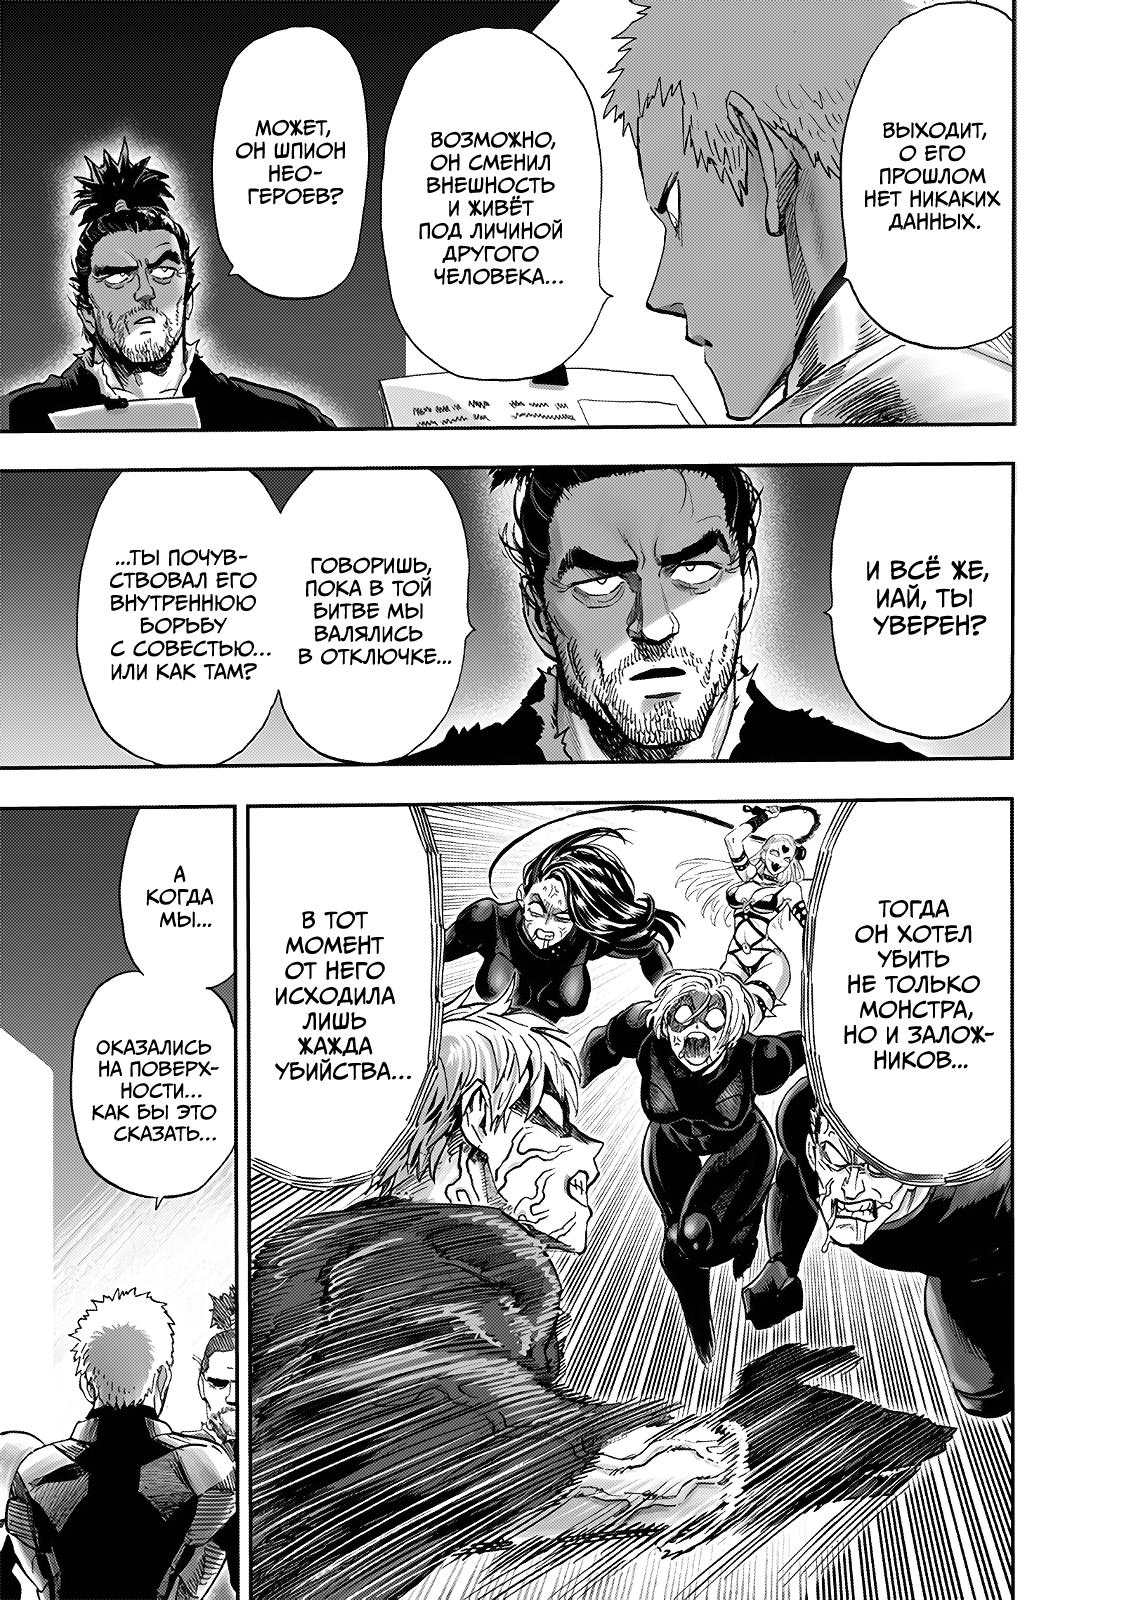 ВЫХОДИТ,
О ЕГО
ПРОШЛОМ
НЕТ НИКАКИХ
ДАННЫХ.
ВОЗМОЖНО,
ОН СМЕНИЛ
ВНЕШНОСТЬ
И ЖИВЁТ
ПОД ЛИЧИНОЙ
ДРУГОГО
ЧЕЛОВЕКА...
МОЖЕТ,
ОН ШПИОН
НЕО-
ГЕРОЕВ?
И ВСЁ ЖЕ,
ИАЙ, ТЫ
УВЕРЕН?
ГОВОРИШЬ,
ПОКА В ТОЙ
БИТВЕ МЫ
ВАЛЯЛИСЬ
В ОТКЛЮЧКЕ...
...ТЫ ПОЧУВ-
СТВОВАЛ ЕГО
ВНУТРЕННЮЮ
БОРЬБУ
С СОВЕСТЬЮ...
ИЛИ КАК ТАМ?
ТОГДА
ОН ХОТЕЛ
УБИТЬ
НЕ ТОЛЬКО
МОНСТРА,
НО И ЗАЛОЖ-
НИКОВ...
В ТОТ
МОМЕНТ
ОТ НЕГО
ИСХОДИЛА
ЛИШЬ
ЖАЖДА
УБИЙСТВА...
А
КОГДА
МЫ...
ОКАЗАЛИСЬ
НА ПОВЕРХ-
НОСТИ...
КАК БЫ ЭТО
СКАЗАТЬ...